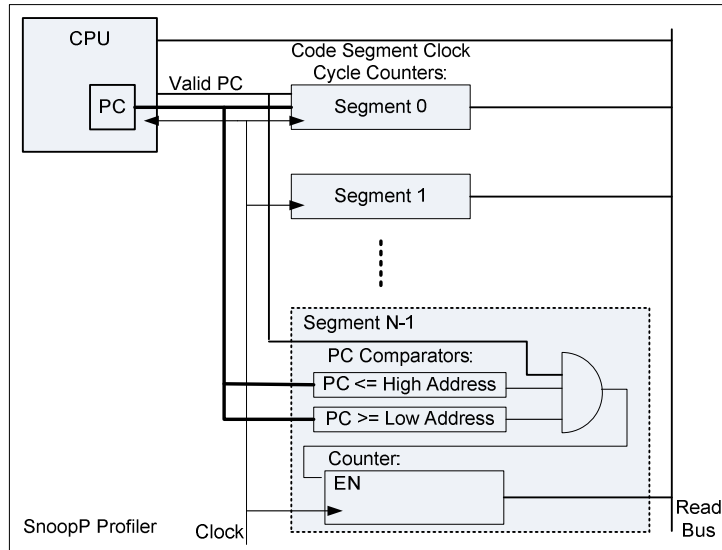 CPU
Code Segment Clock
Cycle Counters:
Valid PC
PC
Segment 0
Segment 1
Segment N-1
PC Comparators:
PC <= High Address
PC >= Low Address
Counter:
EN
SnoopP Profiler
Clock
Read
Bus